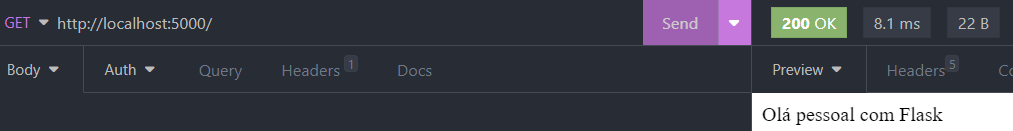 GET http://localhost:5000/ Send 200 OK 8.1 ms 22 B
Body Auth Query Headers 1 Docs Preview Headers 5
Olá pessoal com Flask